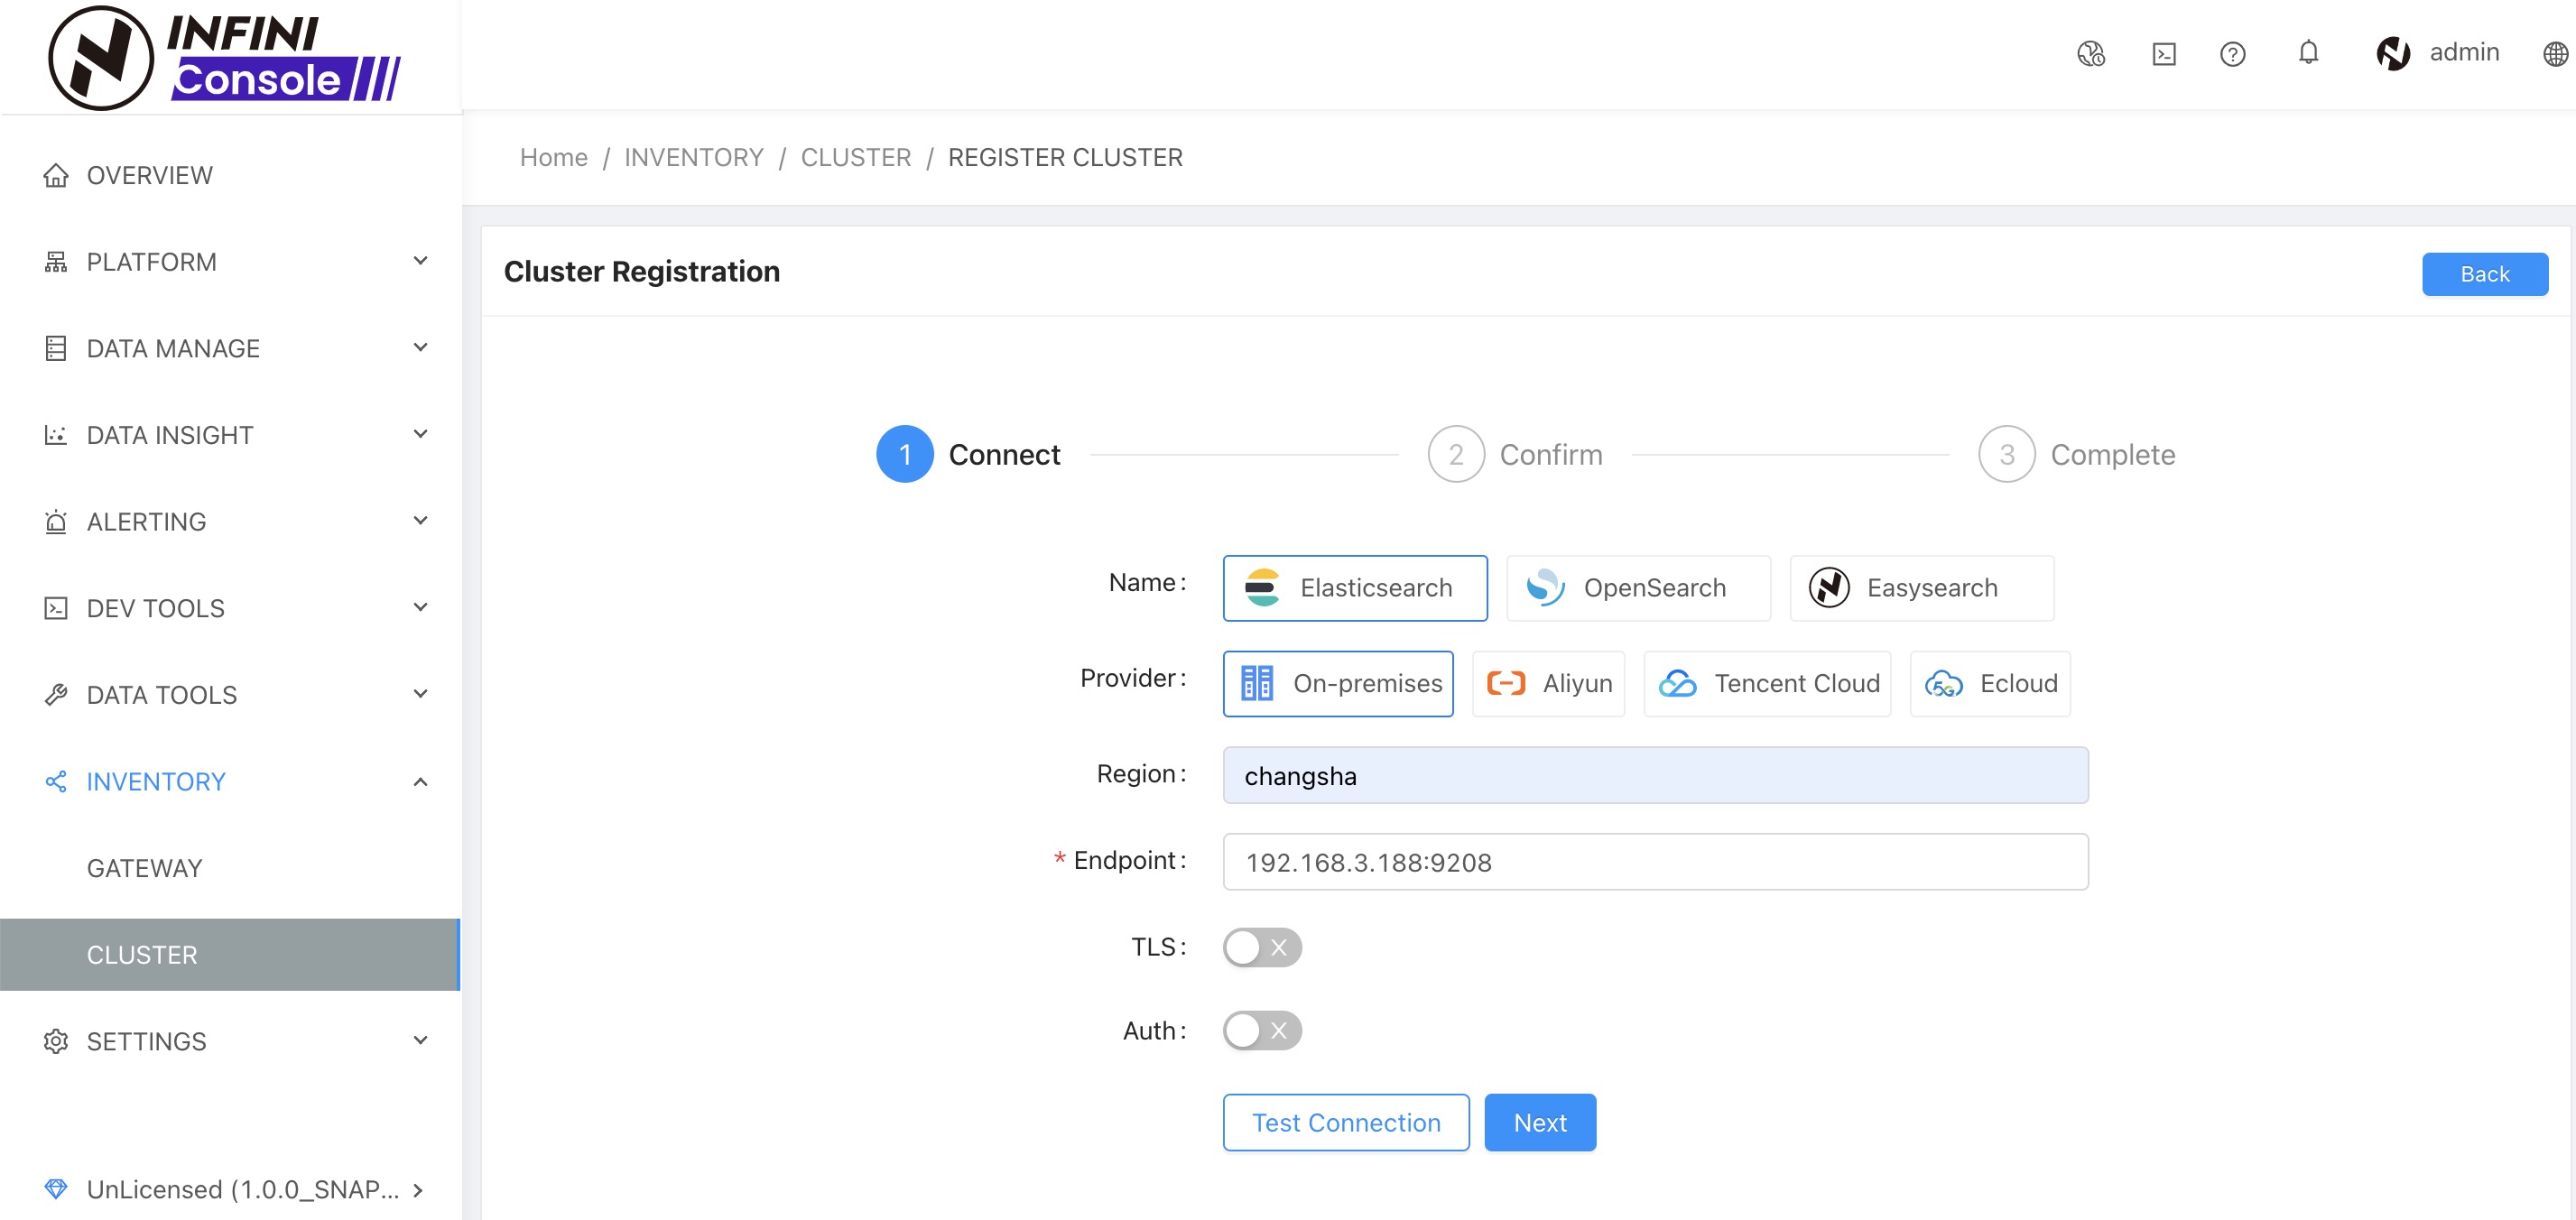 INFINI
Console
admin
Home / INVENTORY / CLUSTER / REGISTER CLUSTER
OVERVIEW
PLATFORM
DATA MANAGE
DATA INSIGHT
ALERTING
DEV TOOLS
DATA TOOLS
INVENTORY
GATEWAY
CLUSTER
SETTINGS
UnLicensed (1.0.0_SNAP...
Cluster Registration
Back
1 Connect
2 Confirm
3 Complete
Name: Elasticsearch OpenSearch Easysearch
Provider: On-premises Aliyun Tencent Cloud 5G Ecloud
Region: changsha
* Endpoint: 192.168.3.188:9208
TLS: X
Auth: X
Test Connection Next